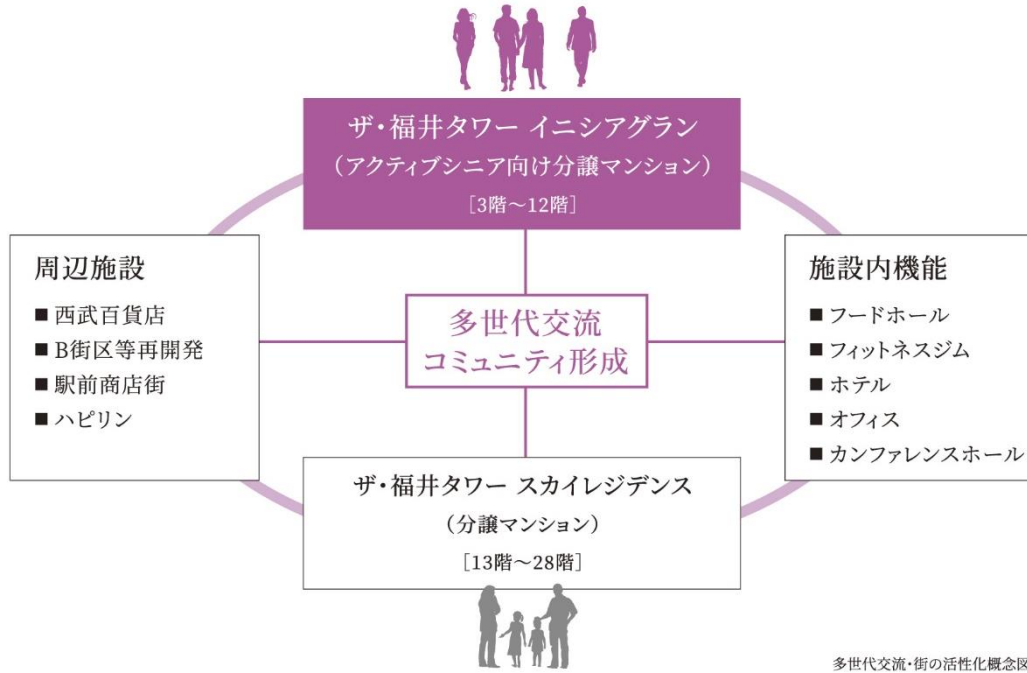 ザ・福井タワー イニシアグラン
（アクティブシニア向け分譲マンション）
［3階～12階］
周辺施設
■ 西武百貨店
■ B街区等再開発
■ 駅前商店街
■ ハピリン
多世代交流
コミュニティ形成
施設内機能
■ フードホール
■ フィットネスジム
■ ホテル
■ オフィス
■ カンファレンスホール
ザ・福井タワー スカイレジデンス
（分譲マンション）
［13階～28階］
多世代交流・街の活性化概念図